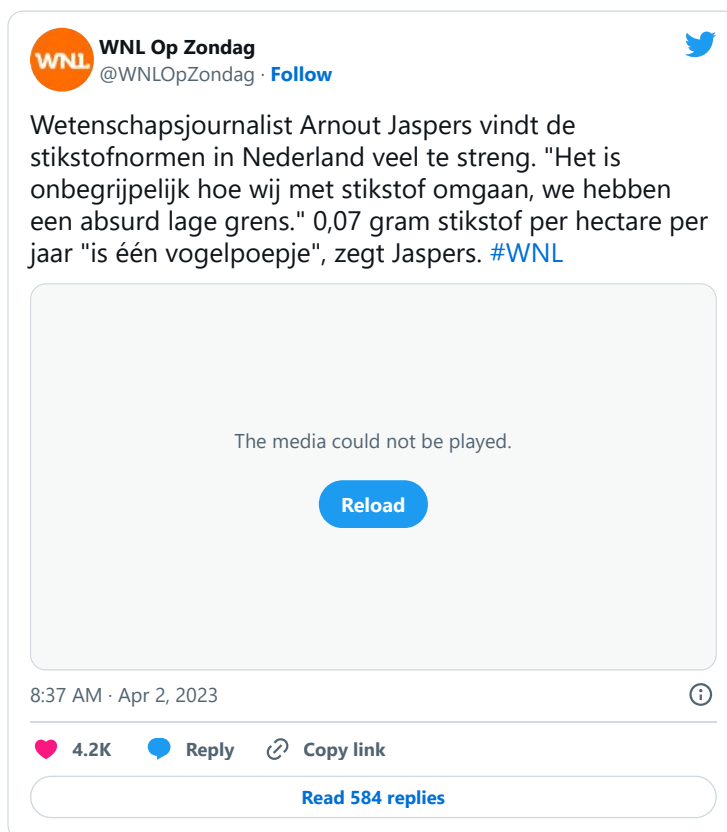 WNL
WNL Op Zondag
@WNLOpZondag · Follow
Wetenschapsjournalist Arnout Jaspers vindt de
stikstofnormen in Nederland veel te streng. "Het is
onbegrijpelijk hoe wij met stikstof omgaan, we hebben
een absurd lage grens." 0,07 gram stikstof per hectare per
jaar "is één vogelpoepje", zegt Jaspers. #WNL
The media could not be played.
Reload
8:37 AM · Apr 2, 2023
4.2K Reply Copy link
Read 584 replies